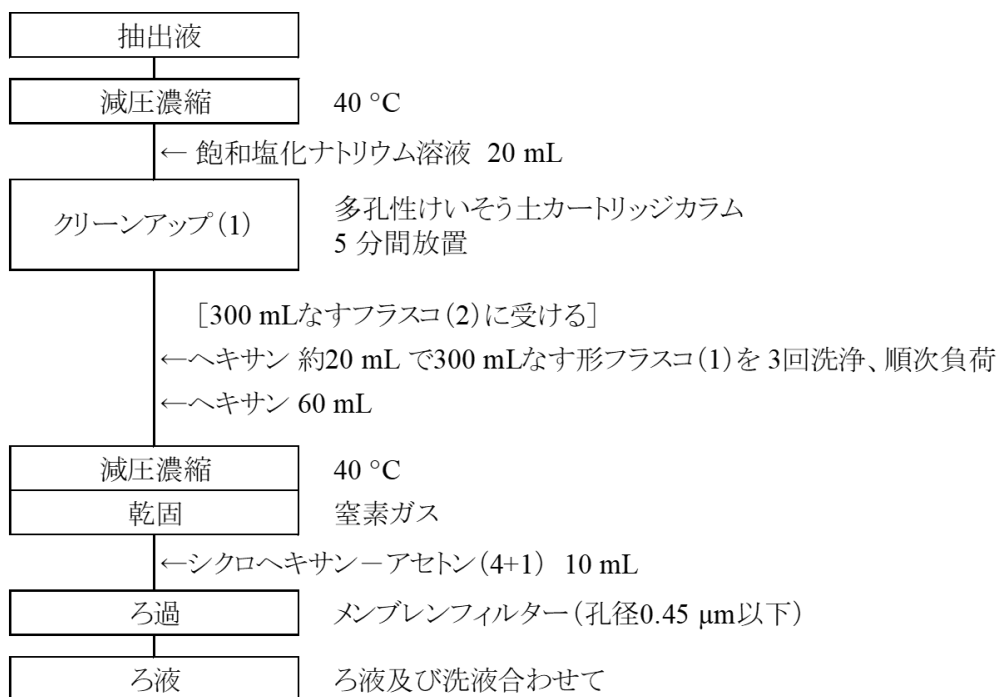 抽出液
減圧濃縮 40 °C
← 飽和塩化ナトリウム溶液 20 mL
クリーンアップ(1) 多孔性けいそう土カートリッジカラム
5 分間放置
[300 mLなすフラスコ(2)に受ける]
←ヘキサン 約20 mL で300 mLなす形フラスコ(1)を 3回洗浄、順次負荷
←ヘキサン 60 mL
減圧濃縮 40 °C
乾固 窒素ガス
←シクロヘキサン-アセトン(4+1) 10 mL
ろ過 メンブレンフィルター(孔径0.45 μm以下)
ろ液 ろ液及び洗液合わせて